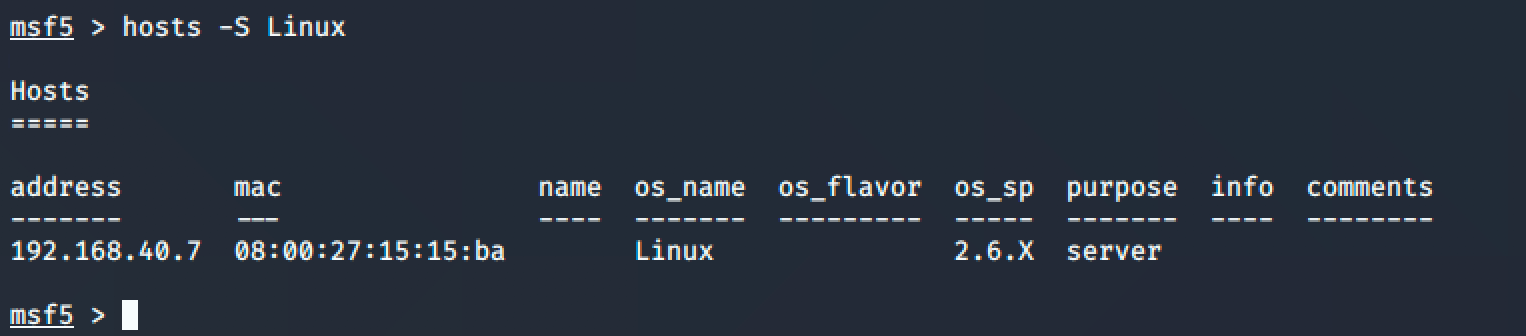 msf5 > hosts -S Linux
Hosts
=====
address       mac                name  os_name  os_flavor  os_sp  purpose  info  comments
-------       ---                ----  -------  ---------  -----  -------  ----  --------
192.168.40.7  08:00:27:15:15:ba        Linux               2.6.X  server
msf5 >